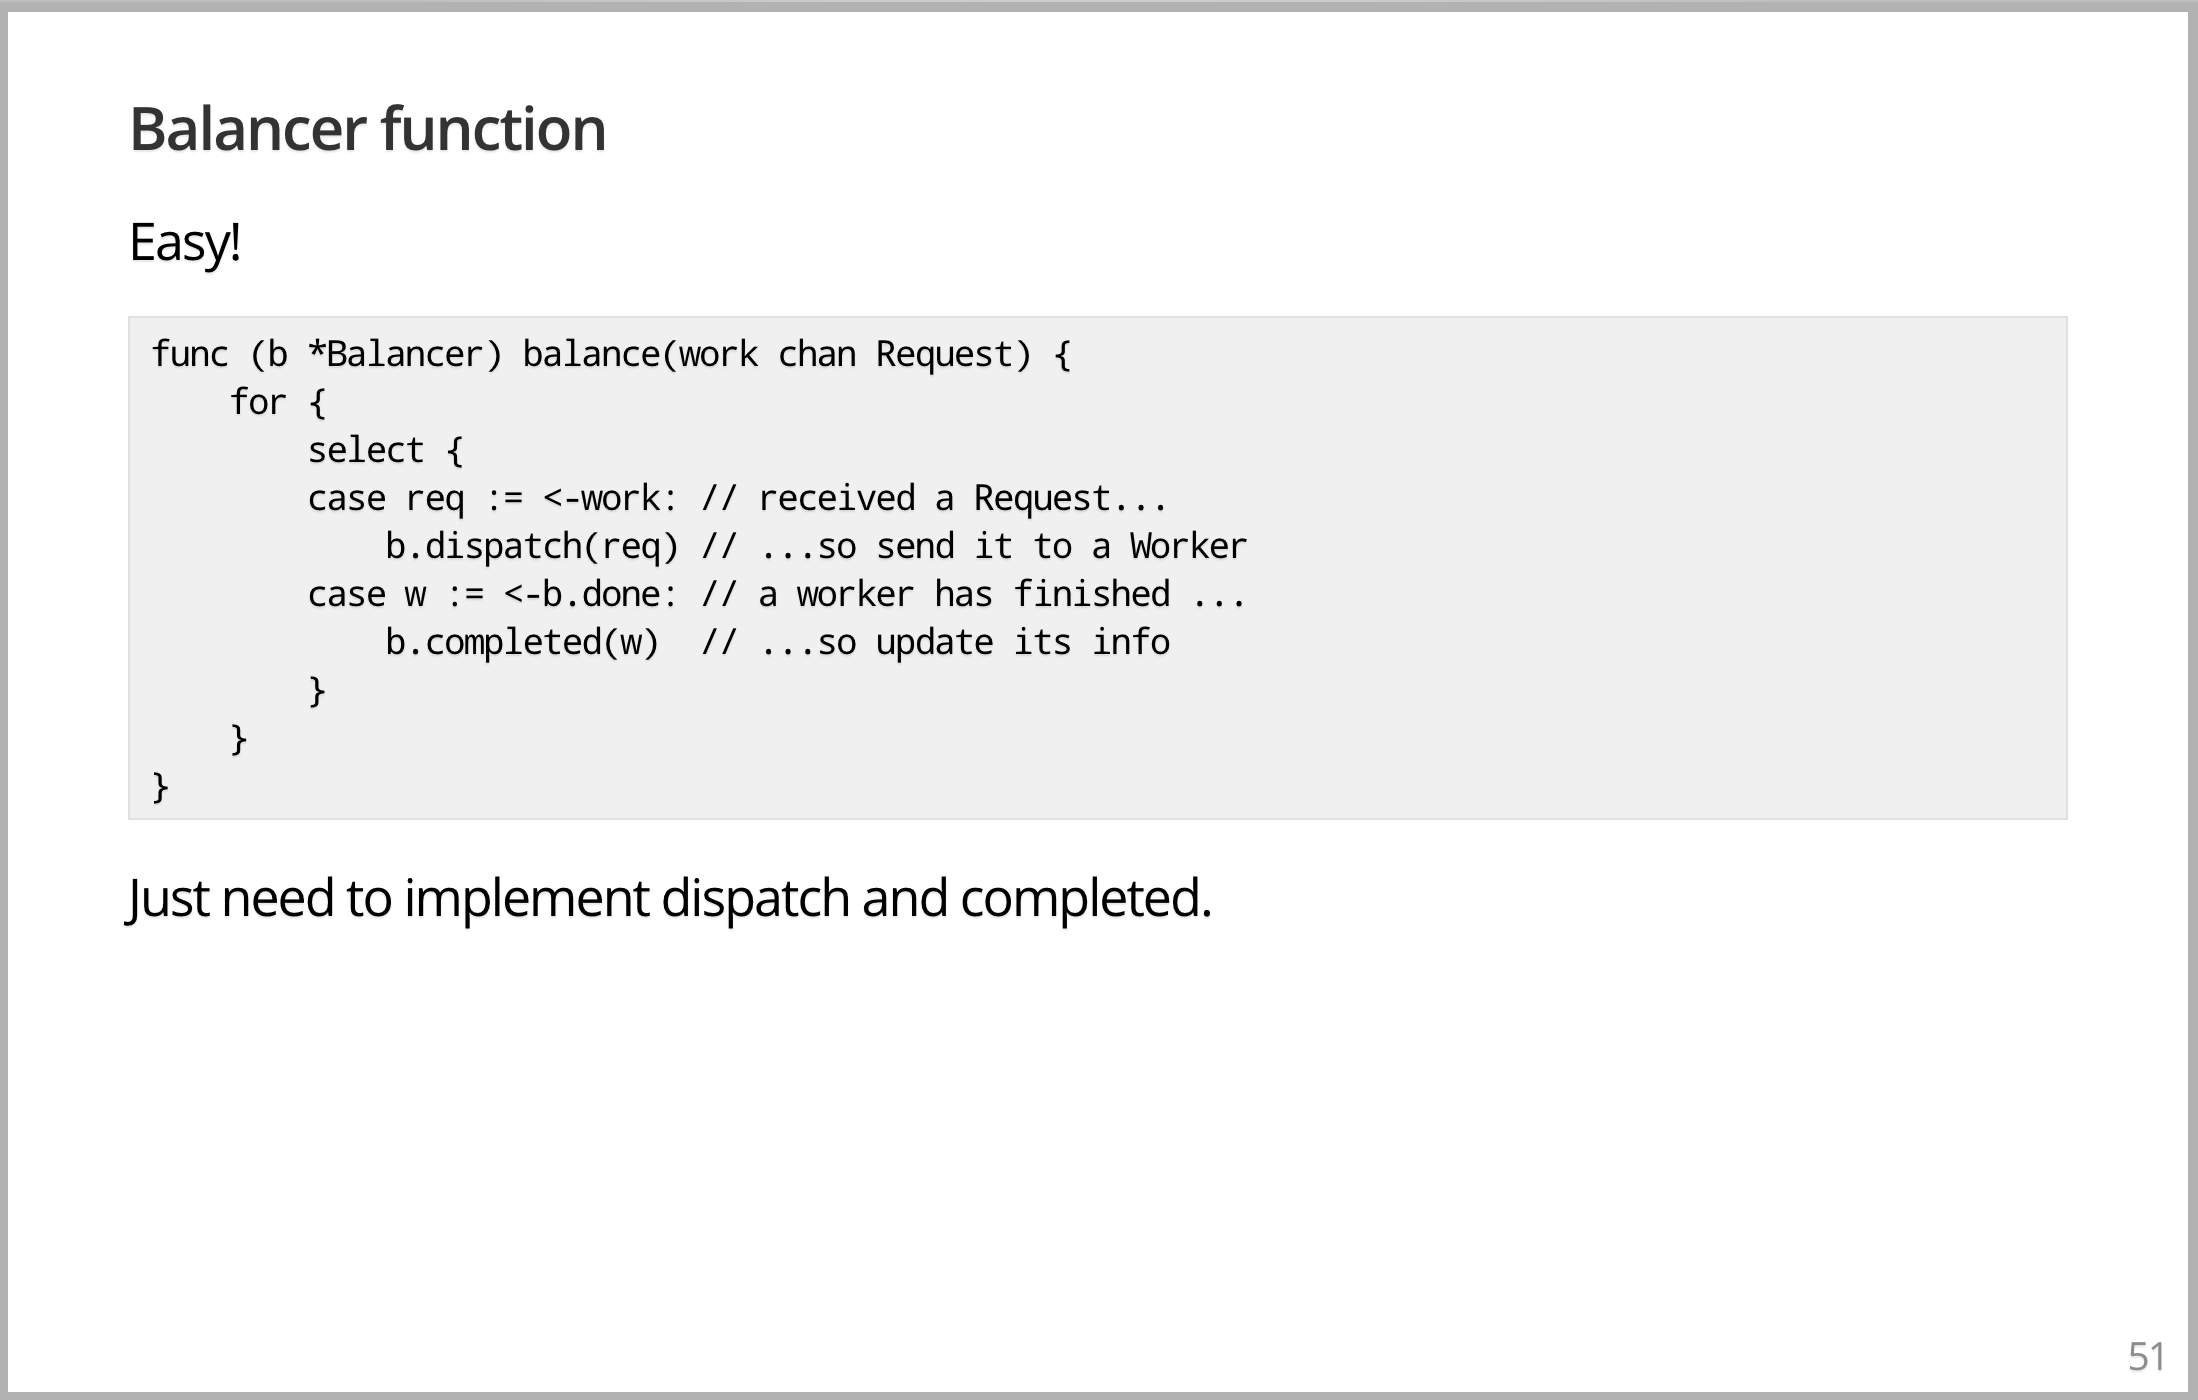 Balancer function
Easy!
func (b *Balancer) balance(work chan Request) {
    for {
        select {
        case req := <-work: // received a Request...
            b.dispatch(req) // ...so send it to a Worker
        case w := <-b.done: // a worker has finished ...
            b.completed(w)  // ...so update its info
        }
    }
}
Just need to implement dispatch and completed.
51